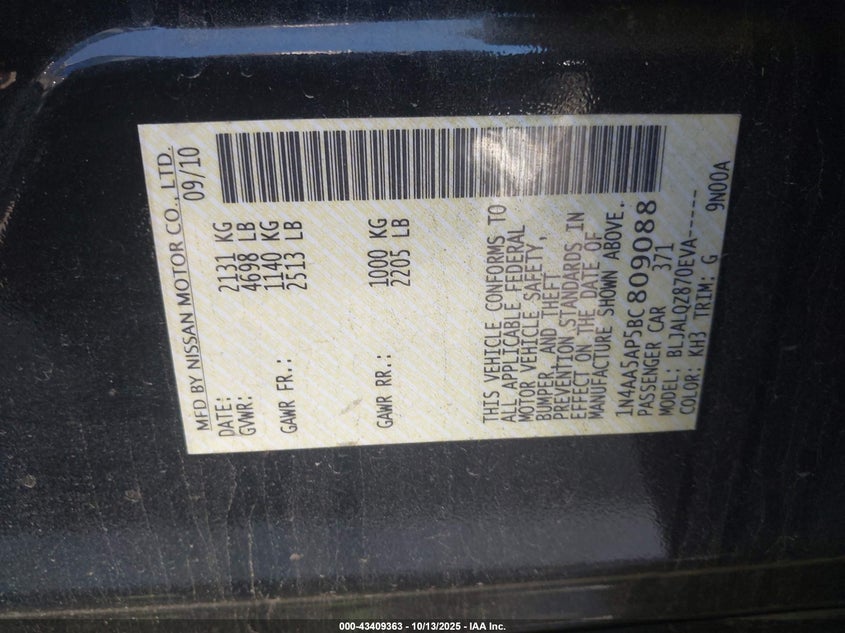 MFD BY NISSAN MOTOR CO., LTD.
DATE: 09/10
GVWR: 2131 KG
4698 LB
GAWR FR.: 1140 KG
2513 LB
GAWR RR.: 1000 KG
2205 LB
THIS VEHICLE CONFORMS TO
ALL APPLICABLE FEDERAL
MOTOR VEHICLE SAFETY,
BUMPER, AND THEFT
PREVENTION STANDARDS IN
EFFECT ON THE DATE OF
MANUFACTURE SHOWN ABOVE.
1N4AA5AP5BC809088
PASSENGER CAR 371
MODEL: BLJALQZ870EVA-----
COLOR: KH3 TRIM: G 9N00A
000-43409363 - 10/13/2025 - IAA Inc.